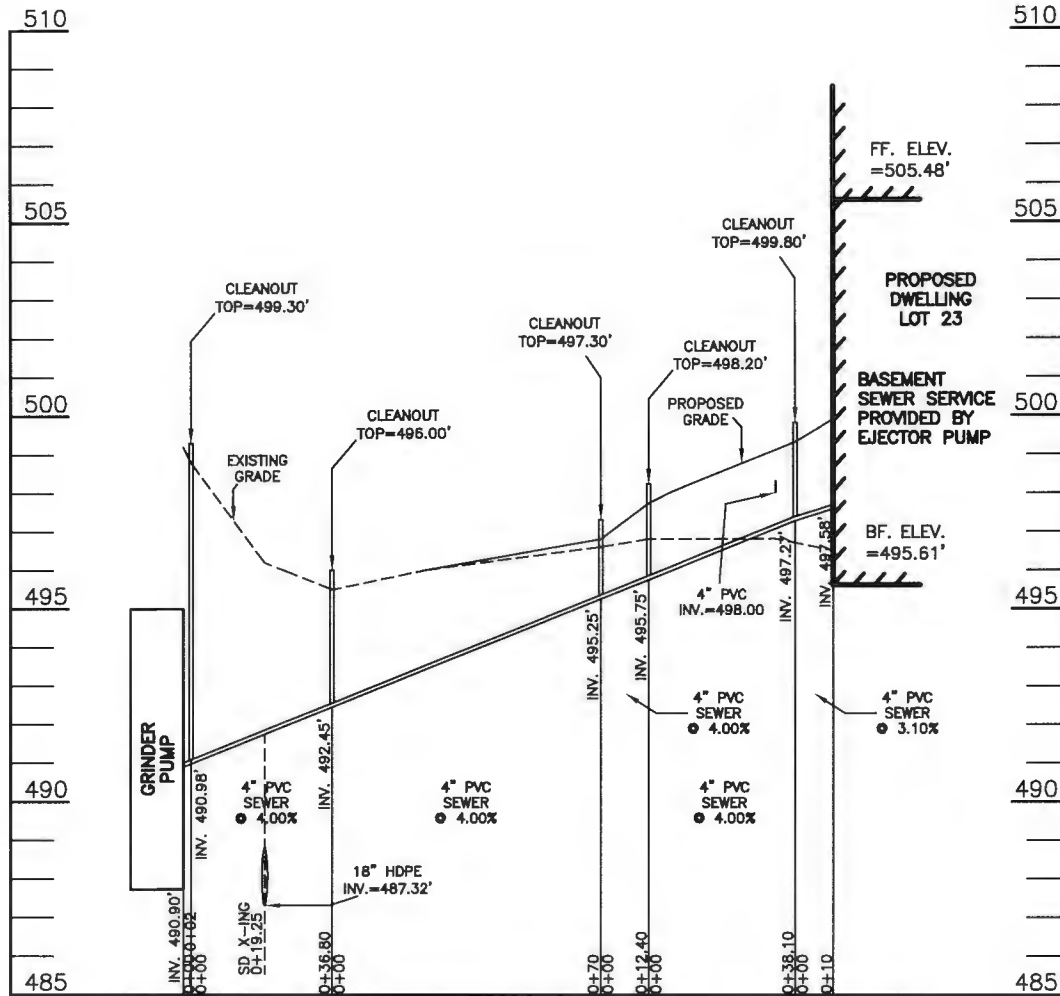 510
510
FF. ELEV.
=505.48'
505
505
CLEANOUT
TOP=499.80'
PROPOSED
DWELLING
LOT 23
CLEANOUT
TOP=499.30'
CLEANOUT
TOP=497.30'
CLEANOUT
TOP=498.20'
BASEMENT
SEWER SERVICE
PROVIDED BY
EJECTOR PUMP
500
500
CLEANOUT
TOP=496.00'
PROPOSED
GRADE
EXISTING
GRADE
BF. ELEV.
=495.61'
495
495
4" PVC
INV.=498.00
INV. 497.27'
INV. 497.58'
INV. 495.25'
INV. 495.75'
4" PVC
SEWER
@ 4.00%
4" PVC
SEWER
@ 3.10%
GRINDER
PUMP
INV. 492.45'
INV. 490.98'
490
490
4" PVC
SEWER
@ 4.00%
4" PVC
SEWER
@ 4.00%
4" PVC
SEWER
@ 4.00%
18" HDPE
INV.=487.32'
INV. 490.90'
0+00
0+02
0+00
SD X-ING
0+19.25
0+36.80
0+00
0+70
0+00
0+12.40
0+00
0+38.10
0+00
0+10
485
485